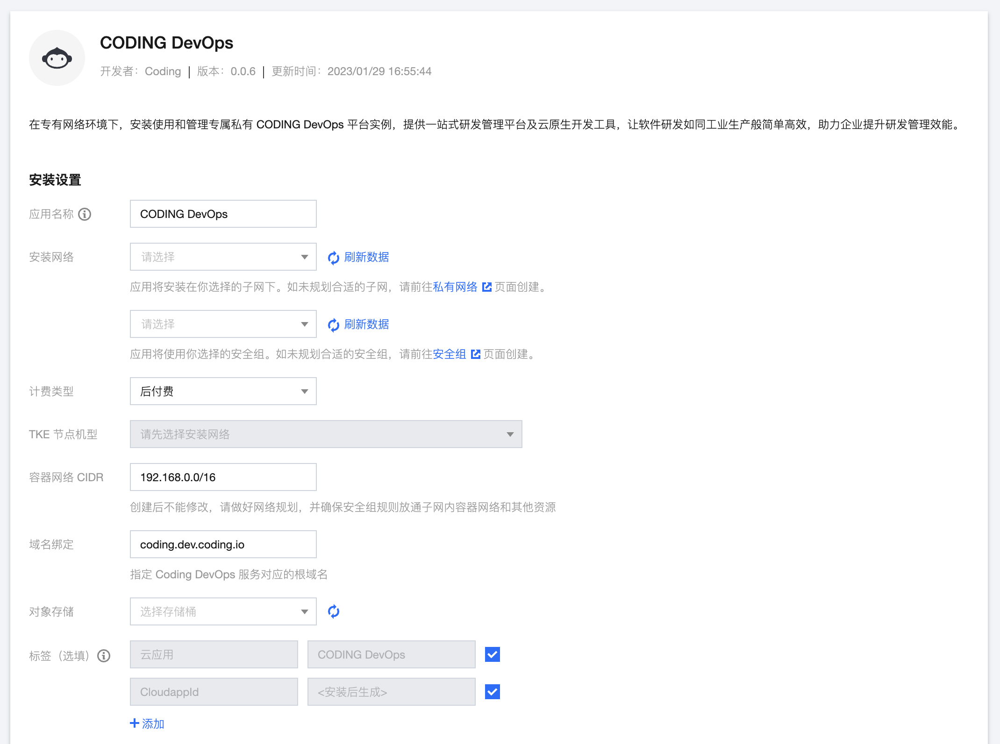 CODING DevOps
开发者：Coding | 版本：0.0.6 | 更新时间：2023/01/29 16:55:44
在专有网络环境下，安装使用和管理专属私有 CODING DevOps 平台实例，提供一站式研发管理平台及云原生开发工具，让软件研发如同工业生产般简单高效，助力企业提升研发管理效能。
安装设置
应用名称 CODING DevOps
安装网络 请选择 刷新数据
应用将安装在你选择的子网下。如未规划合适的子网，请前往私有网络 页面创建。
请选择 刷新数据
应用将使用你选择的安全组。如未规划合适的安全组，请前往安全组 页面创建。
计费类型 后付费
TKE 节点机型 请先选择安装网络
容器网络 CIDR 192.168.0.0/16
创建后不能修改，请做好网络规划，并确保安全组规则放通子网内容器网络和其他资源
域名绑定 coding.dev.coding.io
指定 Coding DevOps 服务对应的根域名
对象存储 选择存储桶
标签（选填） 云应用 CODING DevOps
CloudappId <安装后生成>
+ 添加